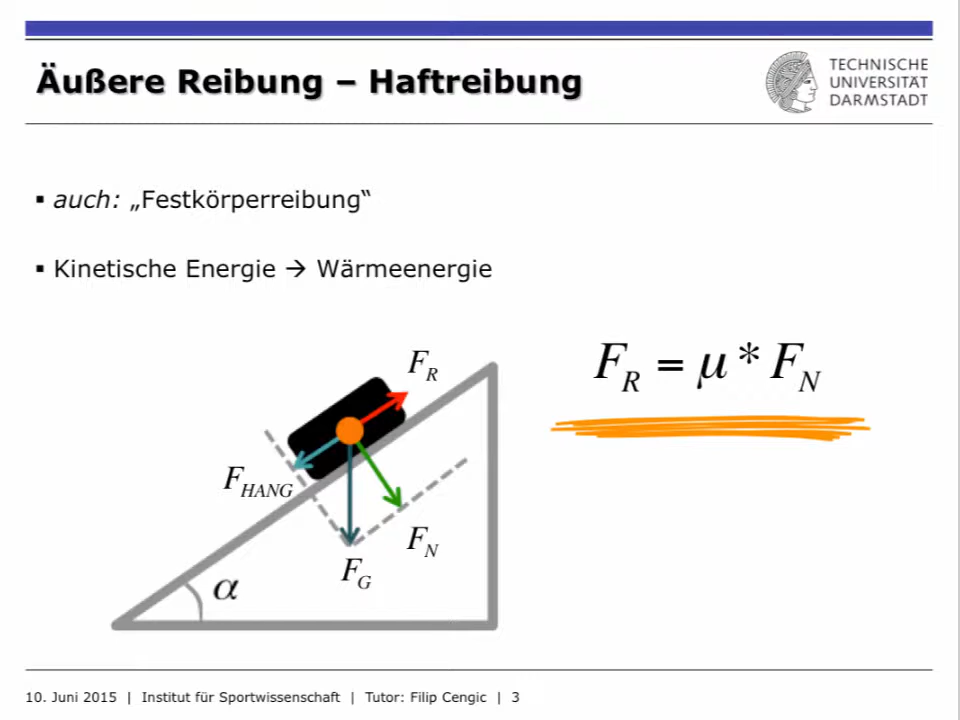 Äußere Reibung – Haftreibung
TECHNISCHE
UNIVERSITÄT
DARMSTADT
▪ auch: „Festkörperreibung“
▪ Kinetische Energie → Wärmeenergie
F_R = μ * F_N
F_R
F_HANG
F_N
F_G
α
10. Juni 2015 | Institut für Sportwissenschaft | Tutor: Filip Cengic | 3